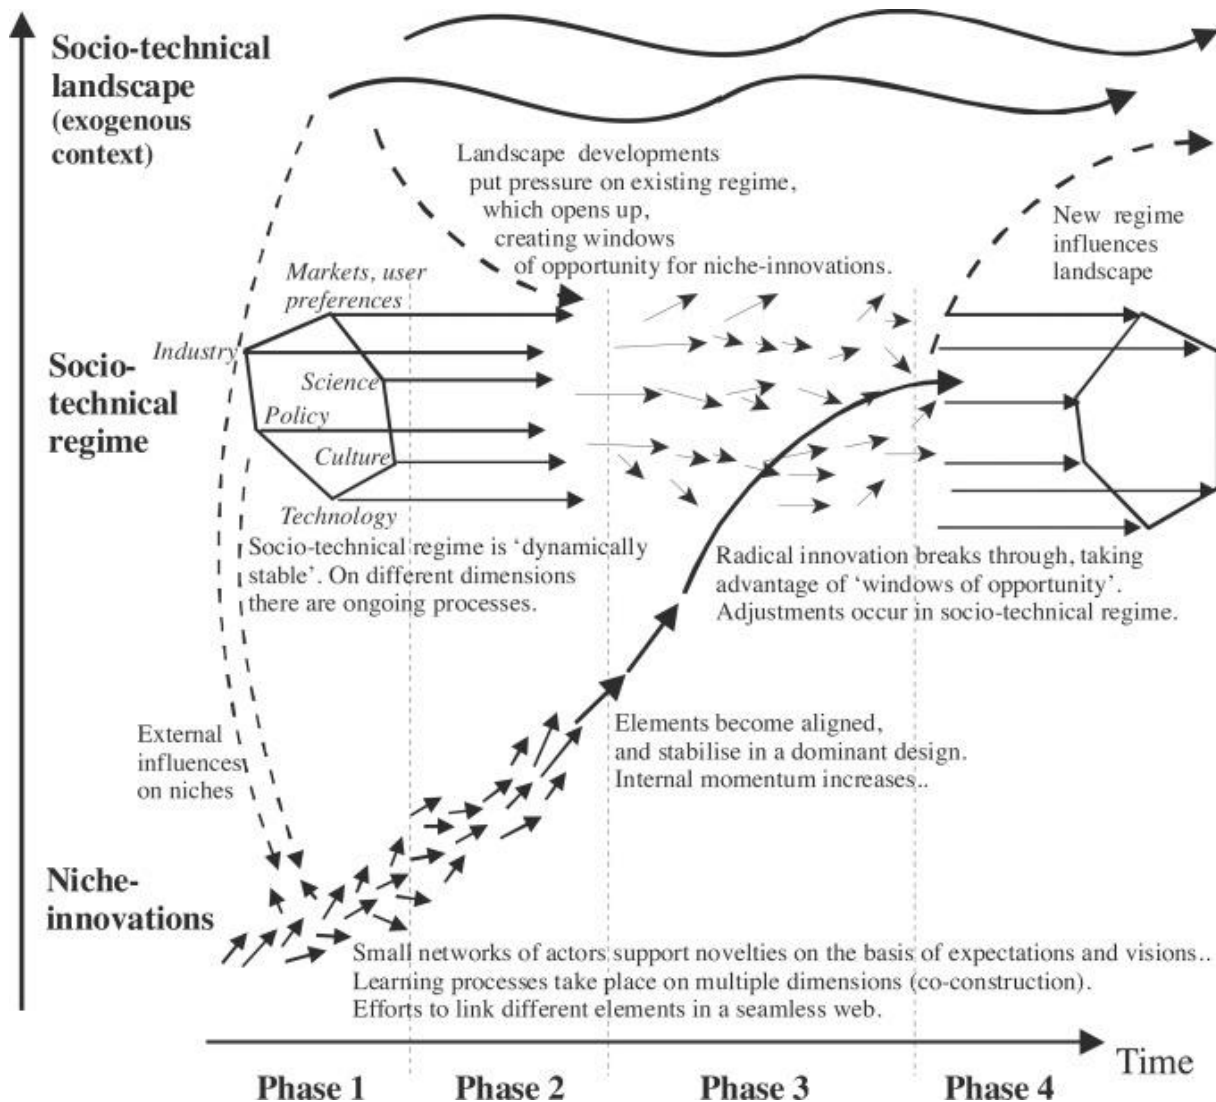 Socio-technical
landscape
(exogenous
context)
Landscape developments
put pressure on existing regime,
which opens up,
creating windows
of opportunity for niche-innovations.
New regime
influences
landscape
Markets, user
preferences
Industry
Science
Policy
Culture
Technology
Socio-
technical
regime
Socio-technical regime is ‘dynamically
stable’. On different dimensions
there are ongoing processes.
Radical innovation breaks through, taking
advantage of ‘windows of opportunity’.
Adjustments occur in socio-technical regime.
External
influences
on niches
Elements become aligned,
and stabilise in a dominant design.
Internal momentum increases..
Niche-
innovations
Small networks of actors support novelties on the basis of expectations and visions..
Learning processes take place on multiple dimensions (co-construction).
Efforts to link different elements in a seamless web.
Time
Phase 1
Phase 2
Phase 3
Phase 4